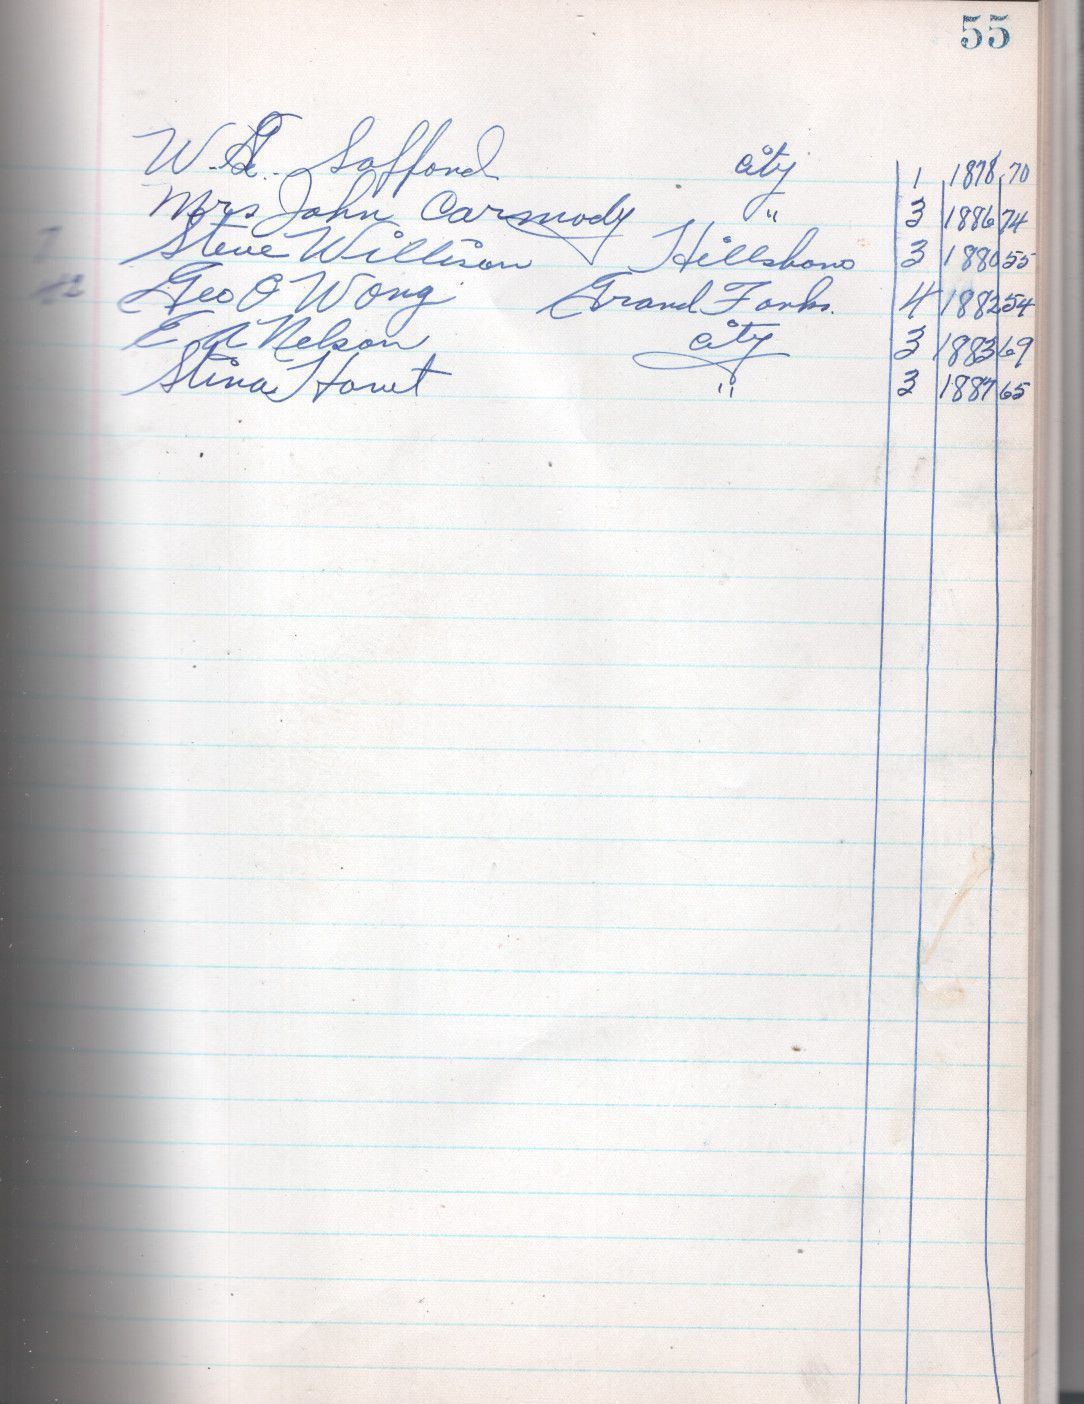 55
W. Safford city 1 1878 70
Mrs John Carmody " 3 1886 74
Steve Willison Hillsboro 3 1880 55
Geo O Wong Grand Forks. 4 1882 54
E A Nelson city 3 1883 69
Stina " 3 1887 65